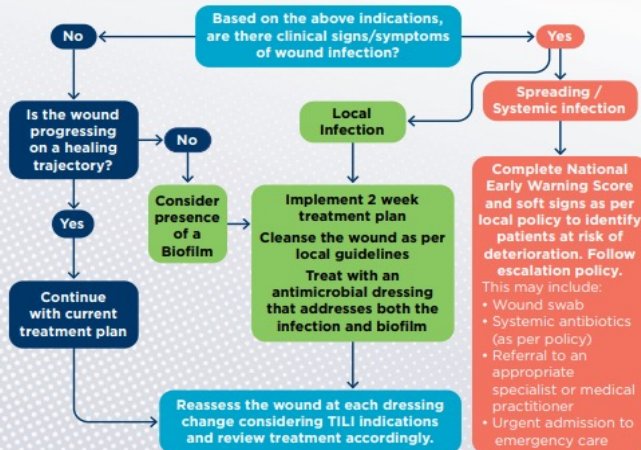 Based on the above indications,
are there clinical signs/symptoms
of wound infection?
No
Yes
Is the wound
progressing
on a healing
trajectory?
No
Local
Infection
Spreading /
Systemic infection
Yes
Consider
presence
of a
Biofilm
Implement 2 week
treatment plan
Cleanse the wound as per
local guidelines
Treat with an
antimicrobial dressing
that addresses both the
infection and biofilm
Complete National
Early Warning Score
and soft signs as per
local policy to identify
patients at risk of
deterioration. Follow
escalation policy.
This may include:
• Wound swab
• Systemic antibiotics
(as per policy)
• Referral to an
appropriate
specialist or medical
practitioner
• Urgent admission to
emergency care
Continue
with current
treatment plan
Reassess the wound at each dressing
change considering TILI indications
and review treatment accordingly.